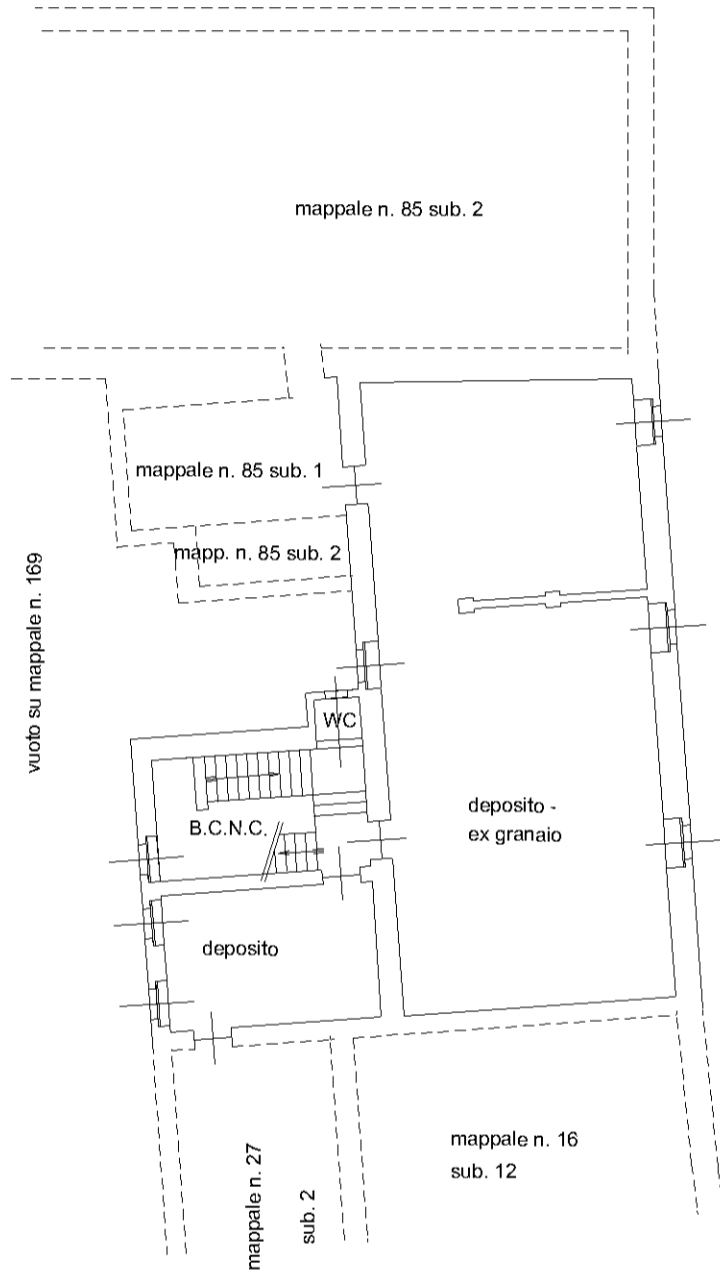 mappale n. 85 sub. 2
mappale n. 85 sub. 1
mapp. n. 85 sub. 2
vuoto su mappale n. 169
WC
deposito -
ex granaio
B.C.N.C.
deposito
mappale n. 27
sub. 2
mappale n. 16
sub. 12